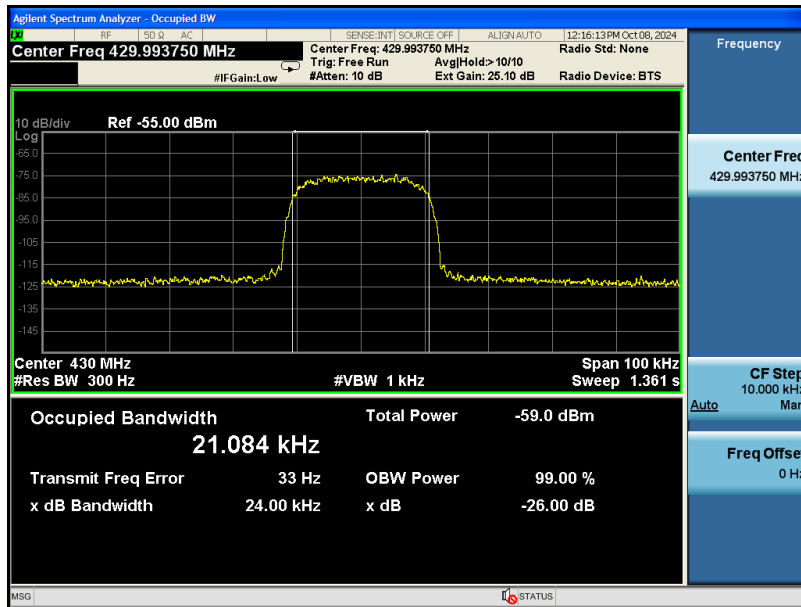 Agilent Spectrum Analyzer - Occupied BW
LXI RF 50 Ω AC SENSE:INT SOURCE OFF ALIGN AUTO 12:16:13 PM Oct 08, 2024
Center Freq 429.993750 MHz
Center Freq: 429.993750 MHz Radio Std: None
Trig: Free Run Avg|Hold:> 10/10
#IFGain:Low #Atten: 10 dB Ext Gain: 25.10 dB Radio Device: BTS
10 dB/div Ref -55.00 dBm
Log
-65.0
-75.0
-85.0
-95.0
-105
-115
-125
-135
-145
Center 430 MHz Span 100 kHz
#Res BW 300 Hz #VBW 1 kHz Sweep 1.361 s
Occupied Bandwidth Total Power -59.0 dBm
21.084 kHz
Transmit Freq Error 33 Hz OBW Power 99.00 %
x dB Bandwidth 24.00 kHz x dB -26.00 dB
MSG STATUS
Frequency
Center Freq
429.993750 MHz
CF Step
10.000 kHz
Auto Man
Freq Offset
0 Hz